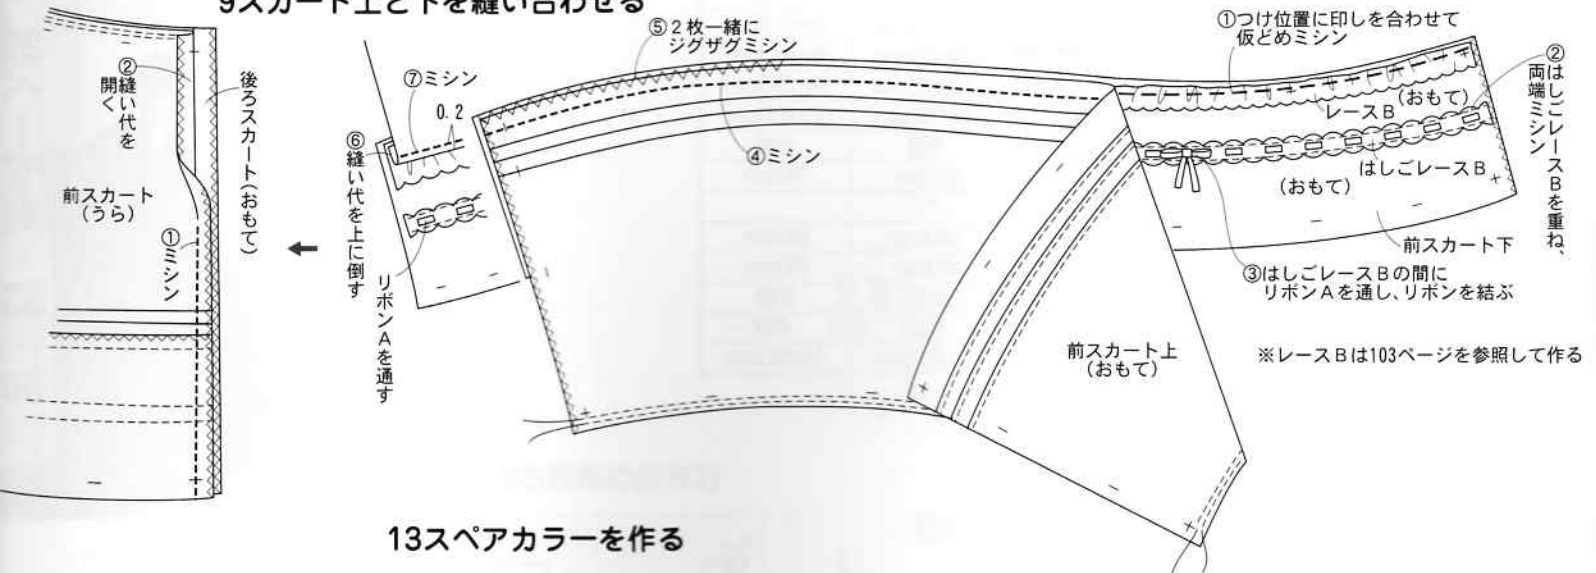 9スカート上と下を縫い合わせる
①つけ位置に印しを合わせて
仮どめミシン
②はしごレースBを重ね、
両端ミシン
レースB
(おもて)
はしごレースB
(おもて)
前スカート下
③はしごレースBの間に
リボンAを通し、リボンを結ぶ
※レースBは103ページを参照して作る
前スカート上
(おもて)
④ミシン
⑤2枚一緒に
ジグザグミシン
⑥縫い代を上に倒す
⑦ミシン
0.2
リボンAを通す
後ろスカート(おもて)
②縫い代を
開く
前スカート
(うら)
①ミシン
13スペアカラーを作る